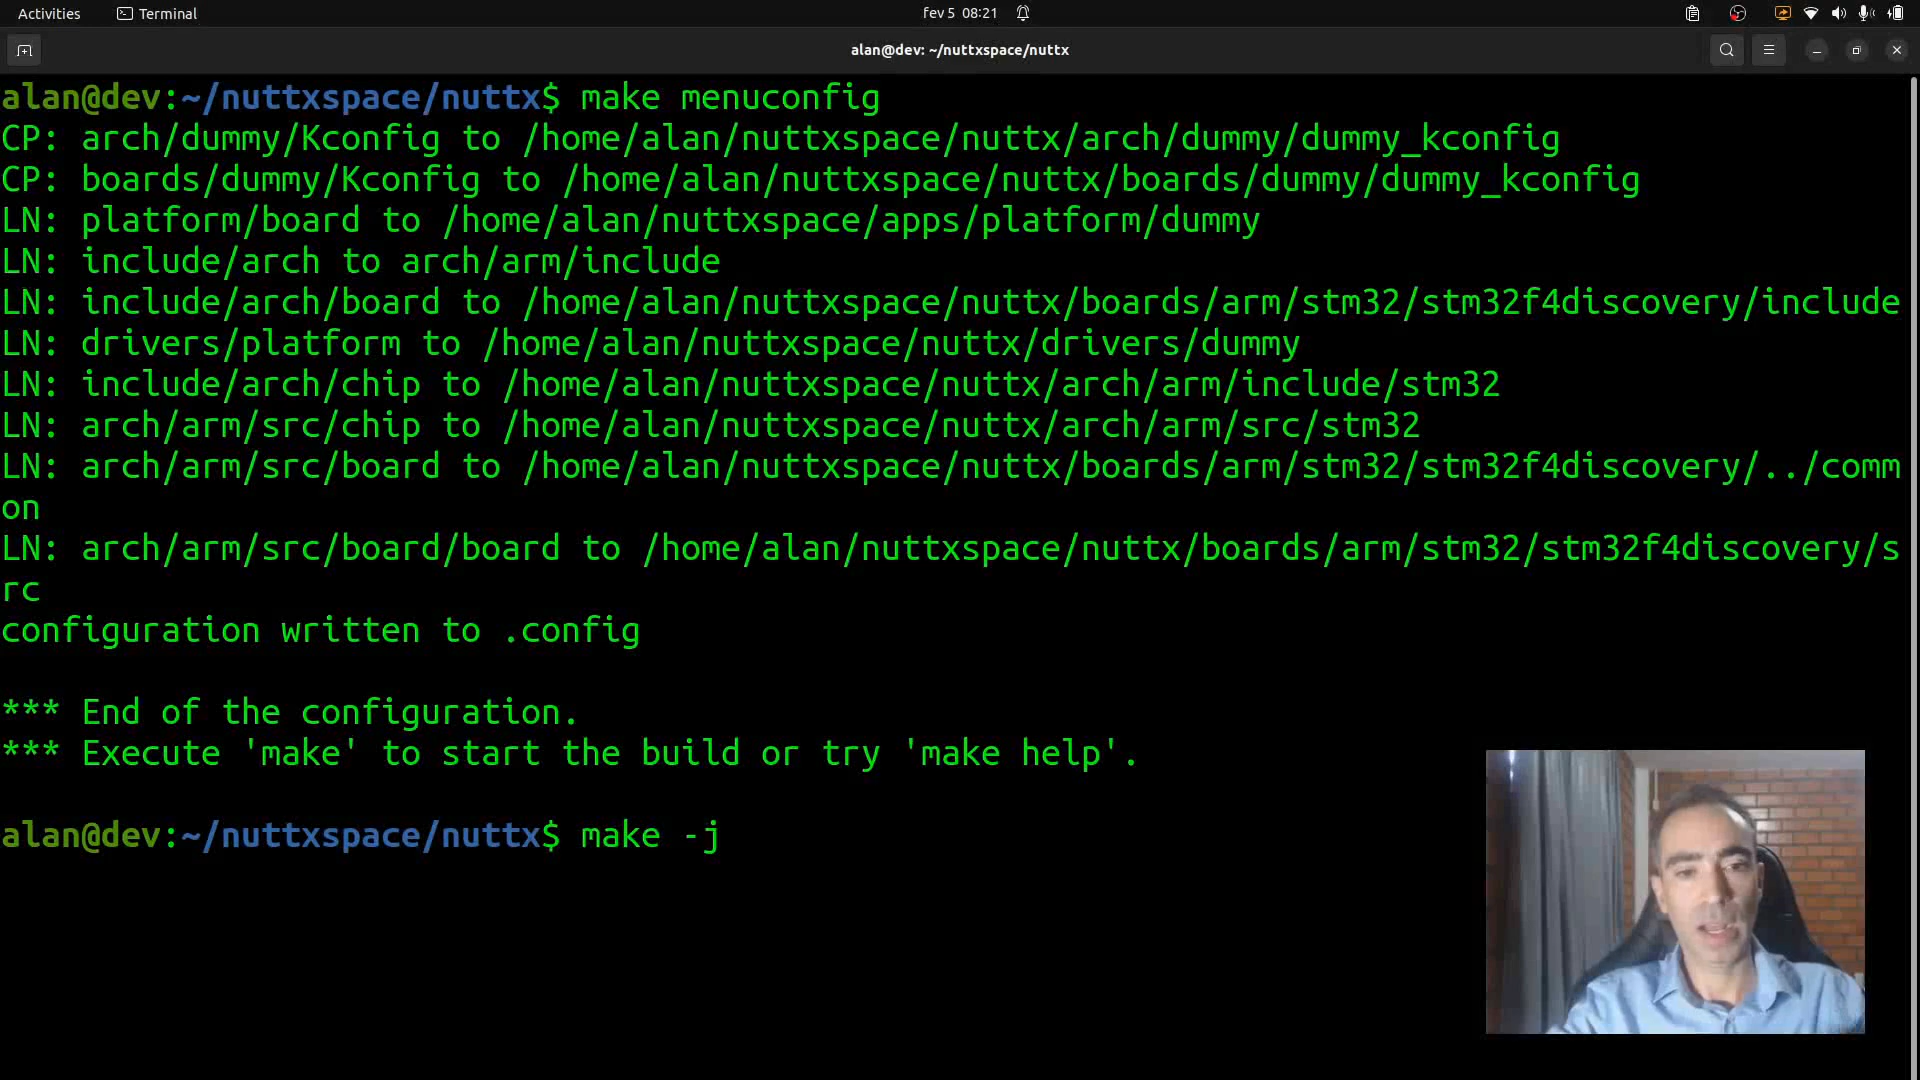 Activities Terminal fev 5 08:21
alan@dev: ~/nuttxspace/nuttx
alan@dev:~/nuttxspace/nuttx$ make menuconfig
CP: arch/dummy/Kconfig to /home/alan/nuttxspace/nuttx/arch/dummy/dummy_kconfig
CP: boards/dummy/Kconfig to /home/alan/nuttxspace/nuttx/boards/dummy/dummy_kconfig
LN: platform/board to /home/alan/nuttxspace/apps/platform/dummy
LN: include/arch to arch/arm/include
LN: include/arch/board to /home/alan/nuttxspace/nuttx/boards/arm/stm32/stm32f4discovery/include
LN: drivers/platform to /home/alan/nuttxspace/nuttx/drivers/dummy
LN: include/arch/chip to /home/alan/nuttxspace/nuttx/arch/arm/include/stm32
LN: arch/arm/src/chip to /home/alan/nuttxspace/nuttx/arch/arm/src/stm32
LN: arch/arm/src/board to /home/alan/nuttxspace/nuttx/boards/arm/stm32/stm32f4discovery/../comm
on
LN: arch/arm/src/board/board to /home/alan/nuttxspace/nuttx/boards/arm/stm32/stm32f4discovery/s
rc
configuration written to .config
*** End of the configuration.
*** Execute 'make' to start the build or try 'make help'.
alan@dev:~/nuttxspace/nuttx$ make -j